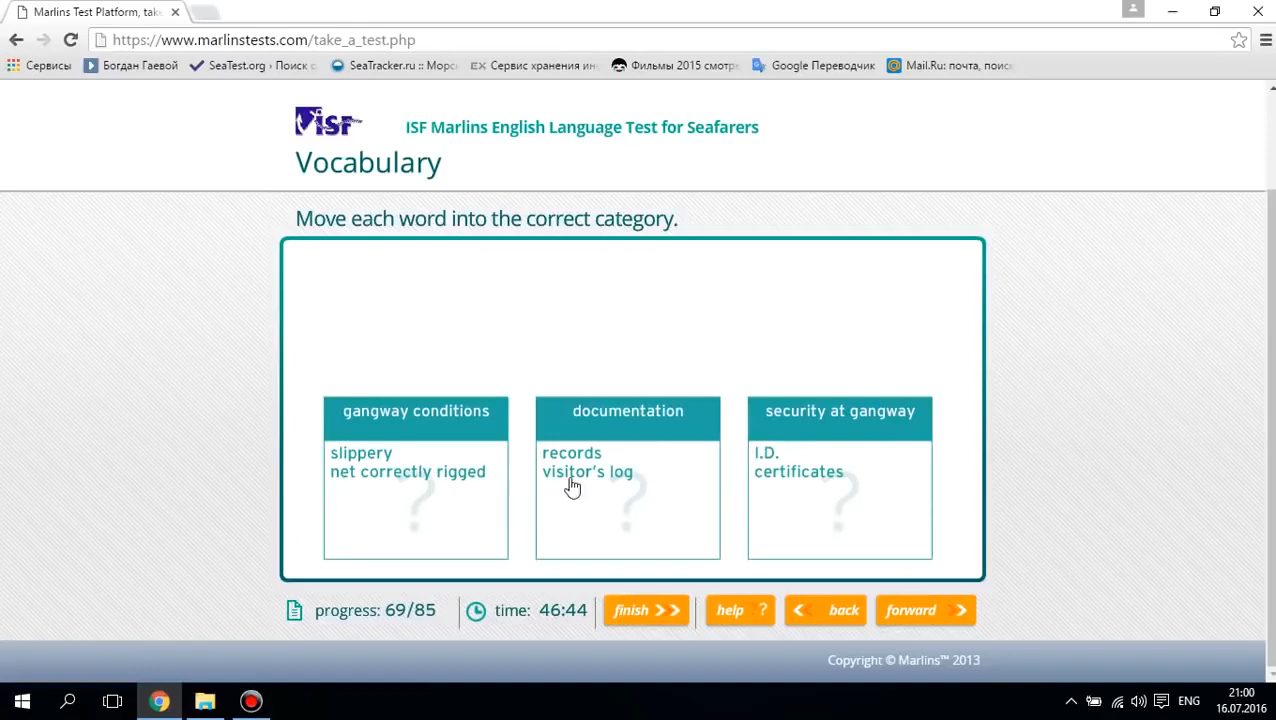 Marlins Test Platform, take
https://www.marlinstests.com/take_a_test.php
Сервисы
Богдан Гаевой
SeaTest.org › Поиск с
SeaTracker.ru :: Морс
EX Сервис хранения ин
Фильмы 2015 смотре
Google Переводчик
Mail.Ru: почта, поиск
ISF
ISF Marlins English Language Test for Seafarers
Vocabulary
Move each word into the correct category.
gangway conditions
slippery
net correctly rigged
?
documentation
records
visitor's log
?
security at gangway
I.D.
certificates
?
progress: 69/85
time: 46:44
finish >>
help ?
< back
forward >
Copyright © Marlins™ 2013
ENG
21:00
16.07.2016